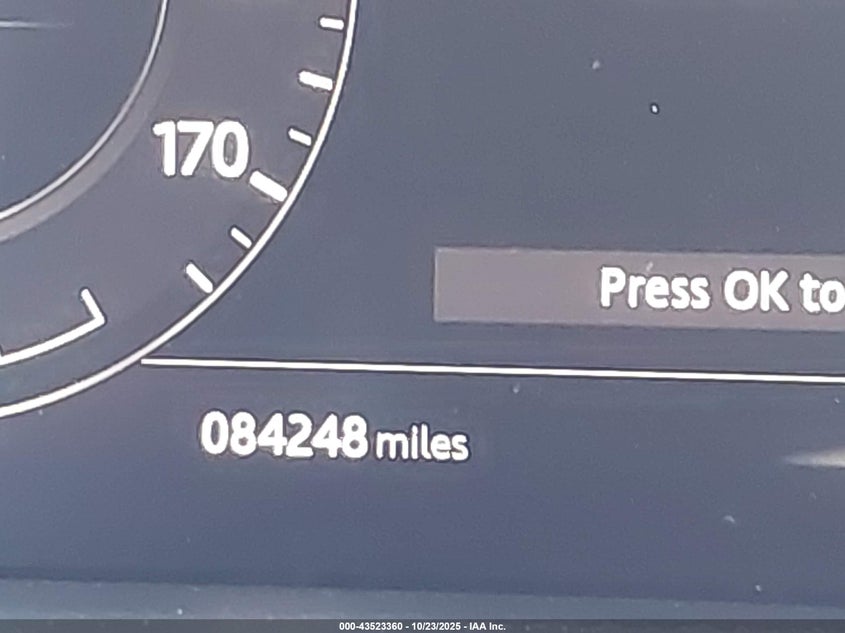 170
Press OK to
084248 miles
000-43523360 - 10/23/2025 - IAA Inc.